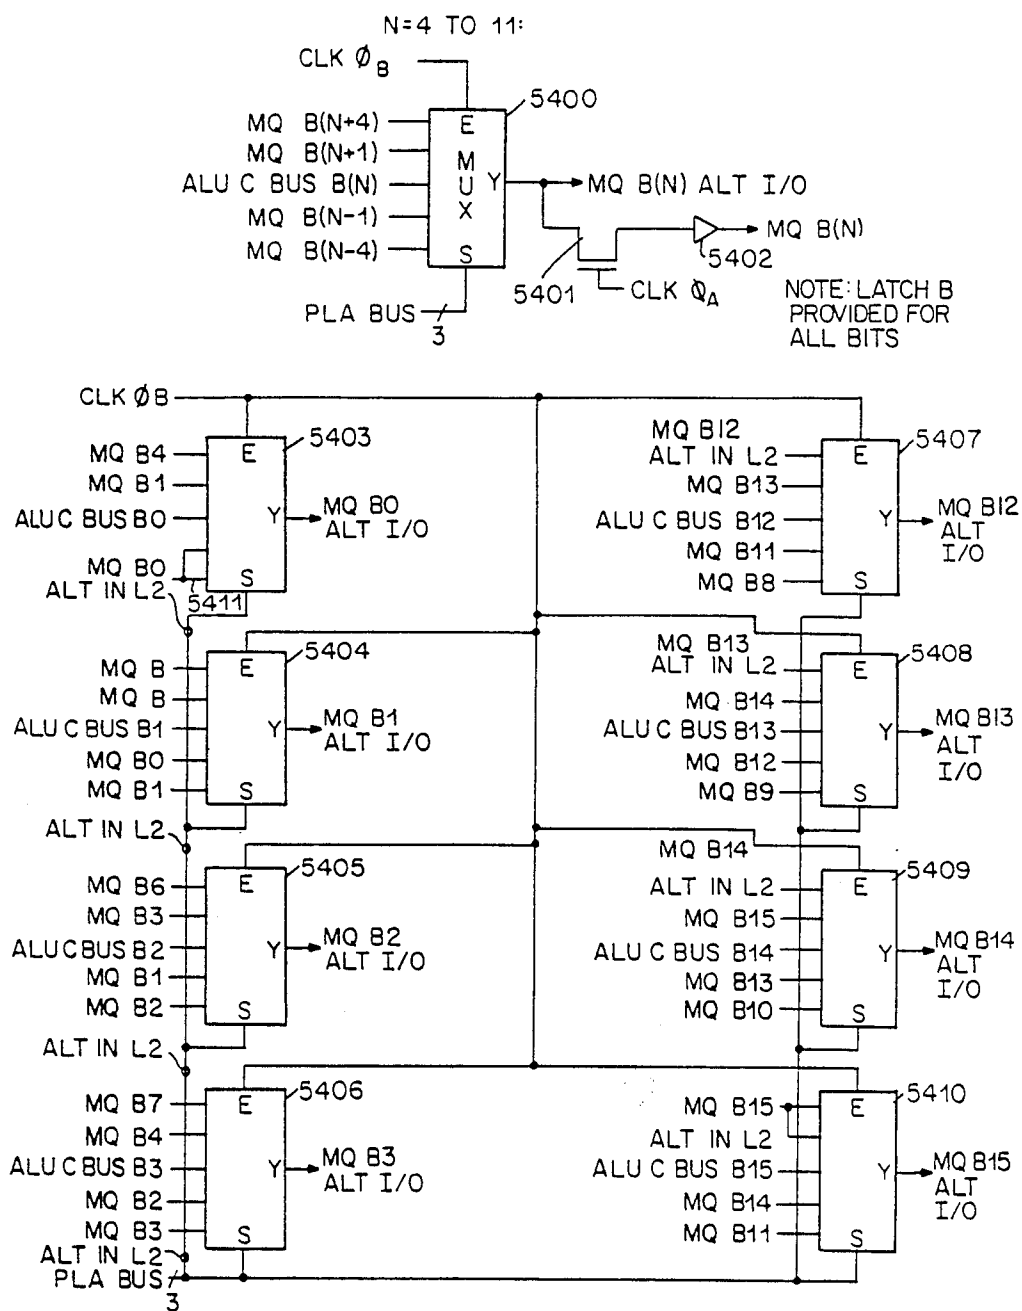 N=4 TO 11:
CLK ØB
5400
MQ B(N+4)
MQ B(N+1)
ALU C BUS B(N)
MQ B(N-1)
MQ B(N-4)
E
MUX
Y
S
MQ B(N) ALT I/O
MQ B(N)
5401
5402
CLK ØA
PLA BUS
3
NOTE: LATCH B
PROVIDED FOR
ALL BITS
CLK ØB
5403
MQ B4
MQ B1
ALU C BUS B0
MQ B0
ALT IN L2
5411
E
Y
S
MQ B0
ALT I/O
5404
MQ B
MQ B
ALU C BUS B1
MQ B0
MQ B1
ALT IN L2
E
Y
S
MQ B1
ALT I/O
5405
MQ B6
MQ B3
ALU C BUS B2
MQ B1
MQ B2
ALT IN L2
E
Y
S
MQ B2
ALT I/O
5406
MQ B7
MQ B4
ALU C BUS B3
MQ B2
MQ B3
ALT IN L2
E
Y
S
MQ B3
ALT I/O
PLA BUS
3
5407
MQ B12
ALT IN L2
MQ B13
ALU C BUS B12
MQ B11
MQ B8
E
Y
S
MQ B12
ALT
I/O
5408
MQ B13
ALT IN L2
MQ B14
ALU C BUS B13
MQ B12
MQ B9
E
Y
S
MQ B13
ALT
I/O
5409
MQ B14
ALT IN L2
MQ B15
ALU C BUS B14
MQ B13
MQ B10
E
Y
S
MQ B14
ALT
I/O
5410
MQ B15
ALT IN L2
ALU C BUS B15
MQ B14
MQ B11
E
Y
S
MQ B15
ALT
I/O